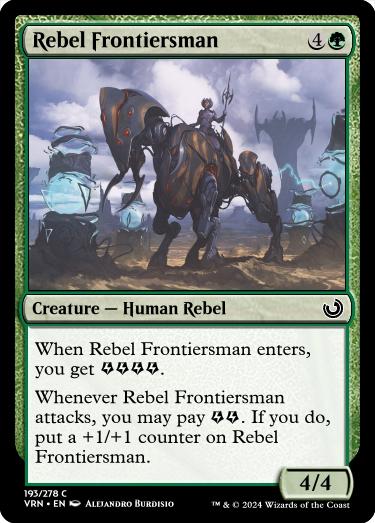 Rebel Frontiersman 4
Creature — Human Rebel
When Rebel Frontiersman enters,
you get .
Whenever Rebel Frontiersman
attacks, you may pay . If you do,
put a +1/+1 counter on Rebel
Frontiersman.
4/4
193/278 C
VRN • EN Alejandro Burdisio
™ & © 2024 Wizards of the Coast